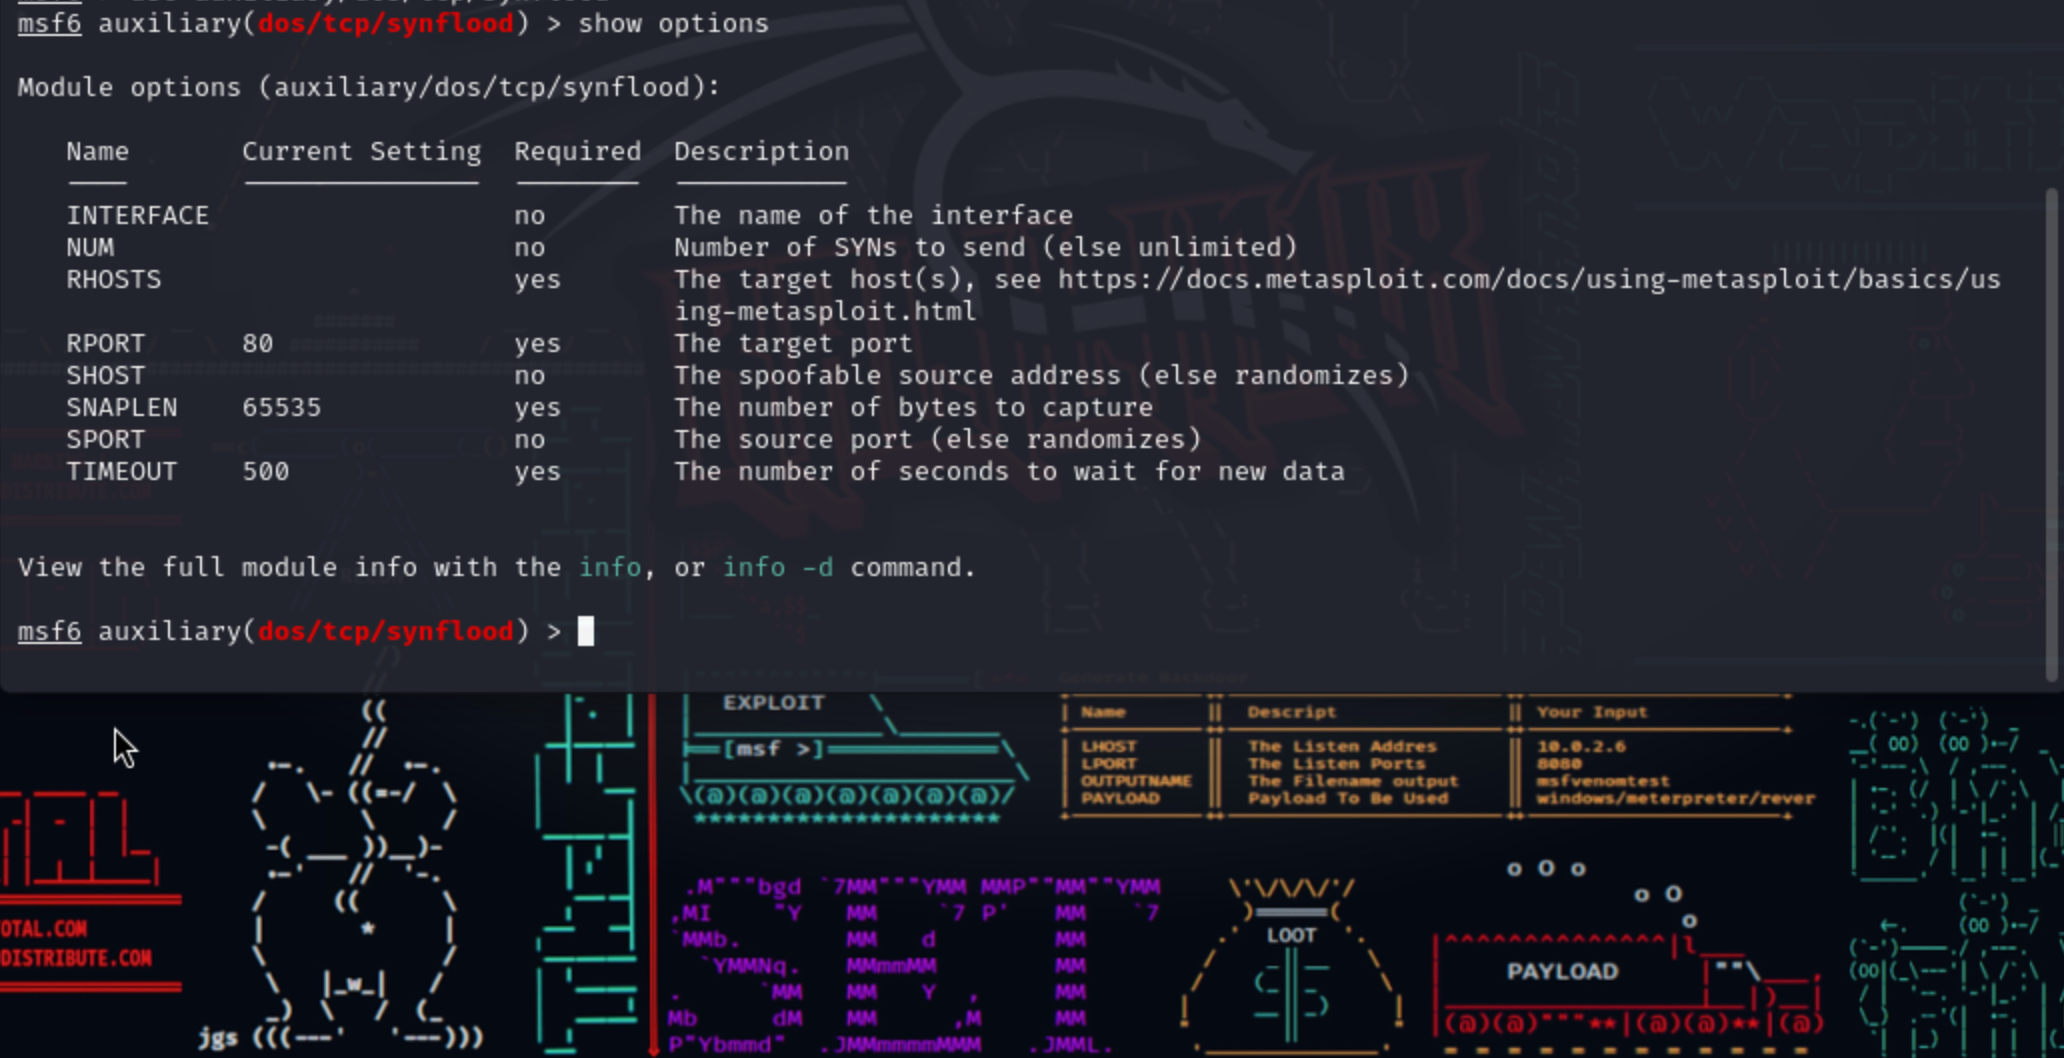 msf6 auxiliary(dos/tcp/synflood) > show options
Module options (auxiliary/dos/tcp/synflood):
Name Current Setting Required Description
INTERFACE no The name of the interface
NUM no Number of SYNs to send (else unlimited)
RHOSTS yes The target host(s), see https://docs.metasploit.com/docs/using-metasploit/basics/us
ing-metasploit.html
RPORT 80 yes The target port
SHOST no The spoofable source address (else randomizes)
SNAPLEN 65535 yes The number of bytes to capture
SPORT no The source port (else randomizes)
TIMEOUT 500 yes The number of seconds to wait for new data
View the full module info with the info, or info -d command.
msf6 auxiliary(dos/tcp/synflood) >
EXPLOIT
[msf >]
Name Descript Your Input
LHOST The Listen Addres 10.0.2.6
LPORT The Listen Ports 8080
OUTPUTNAME The Filename output msfvenomtest
PAYLOAD Payload To Be Used windows/meterpreter/rever
OTAL.COM
DISTRIBUTE.COM
jgs
SET
LOOT
PAYLOAD